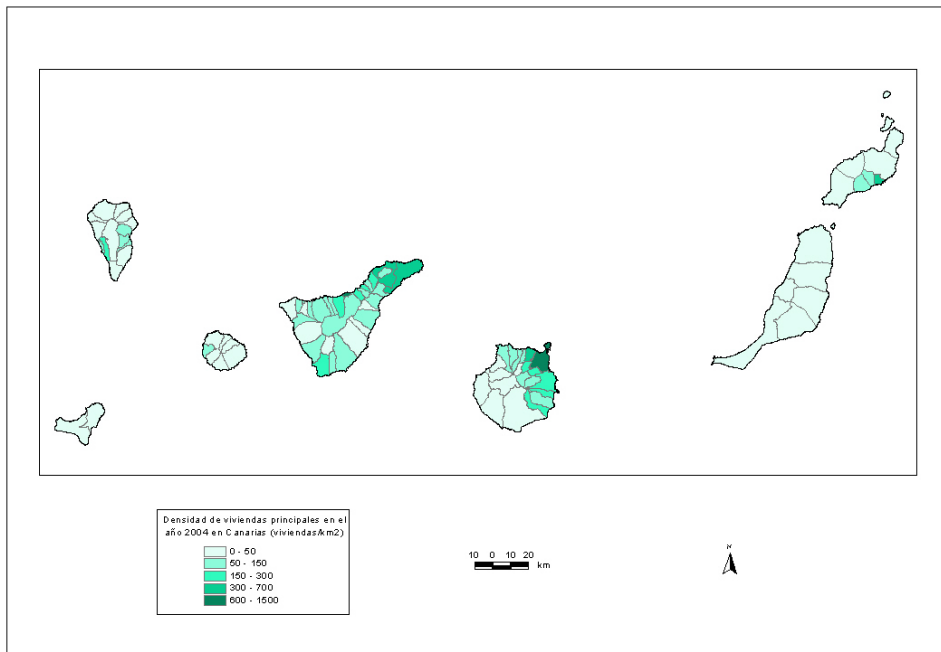 Densidad de viviendas principales en el
año 2004 en Canarias (viviendas/km2)
0 - 50
50 - 150
150 - 300
300 - 700
600 - 1500
10 0 10 20
km
N